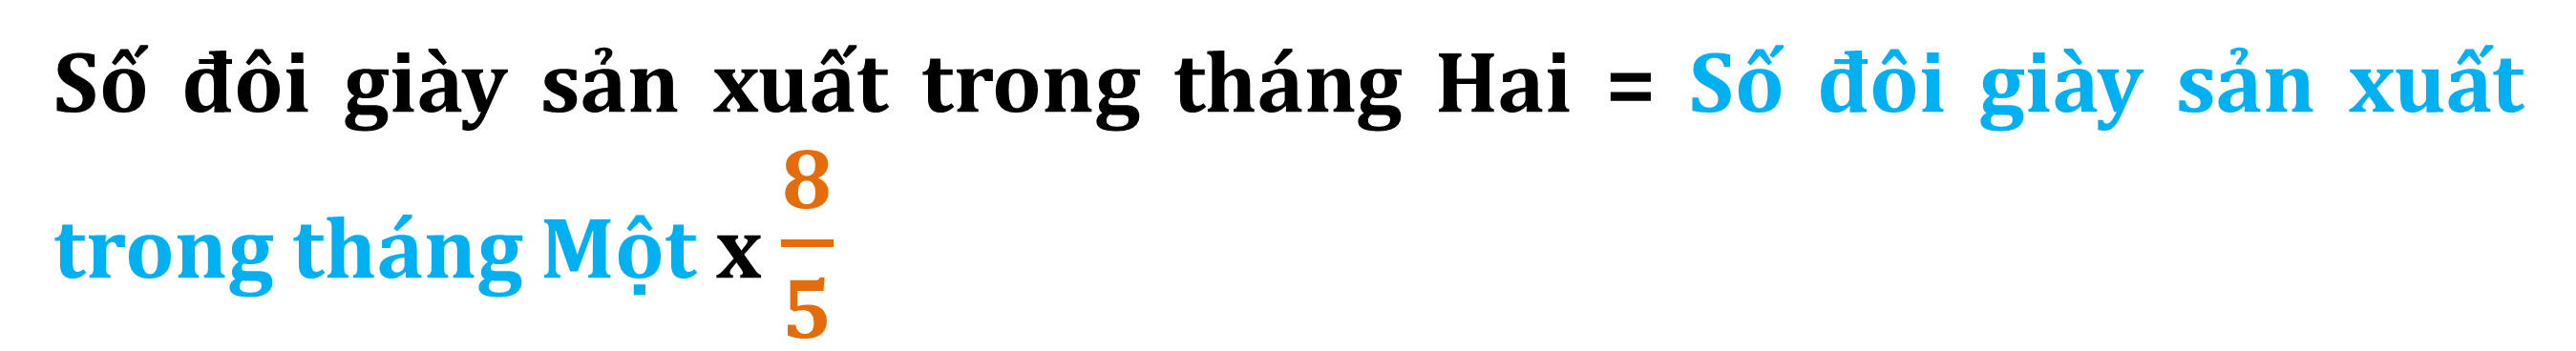 Số đôi giày sản xuất trong tháng Hai = Số đôi giày sản xuất
trong tháng Một x 8/5